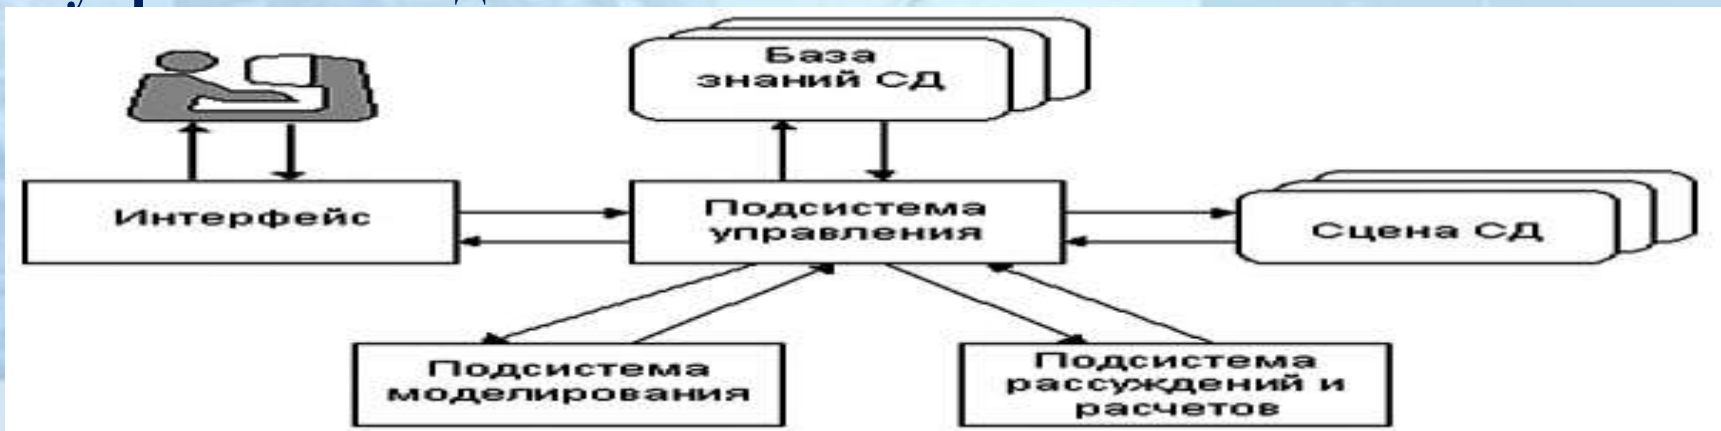 База
знаний СД
Интерфейс
Подсистема
управления
Сцена СД
Подсистема
моделирования
Подсистема
рассуждений и
расчетов